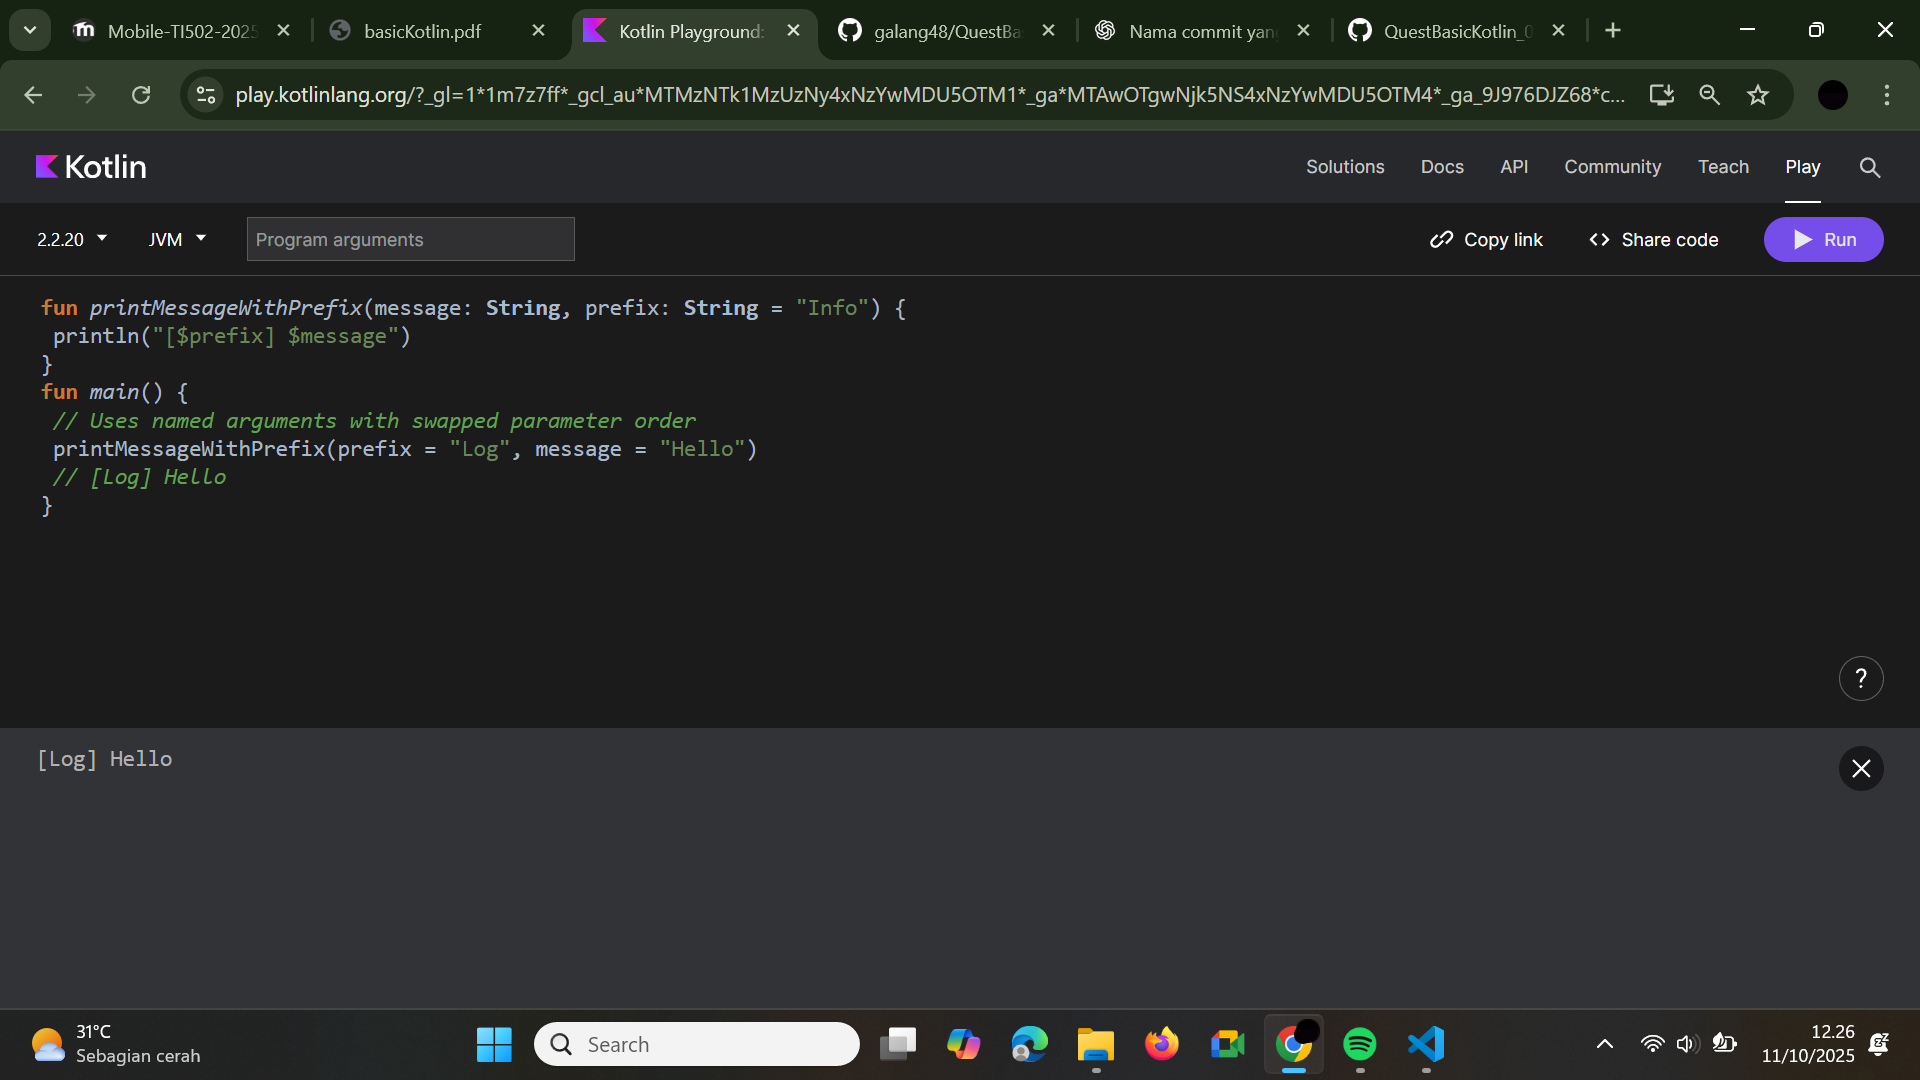 Mobile-TI502-2025
basicKotlin.pdf
Kotlin Playground:
galang48/QuestBa
Nama commit yan
QuestBasicKotlin_0
play.kotlinlang.org/?_gl=1*1m7z7ff*_gcl_au*MTMzNTk1MzUzNy4xNzYwMDU5OTM1*_ga*MTAwOTgwNjk5NS4xNzYwMDU5OTM4*_ga_9J976DJZ68*c...
Kotlin
Solutions
Docs
API
Community
Teach
Play
2.2.20
JVM
Program arguments
Copy link
Share code
Run
fun printMessageWithPrefix(message: String, prefix: String = "Info") {
println("[$prefix] $message")
}
fun main() {
// Uses named arguments with swapped parameter order
printMessageWithPrefix(prefix = "Log", message = "Hello")
// [Log] Hello
}
?
[Log] Hello
31°C
Sebagian cerah
Search
12.26
11/10/2025